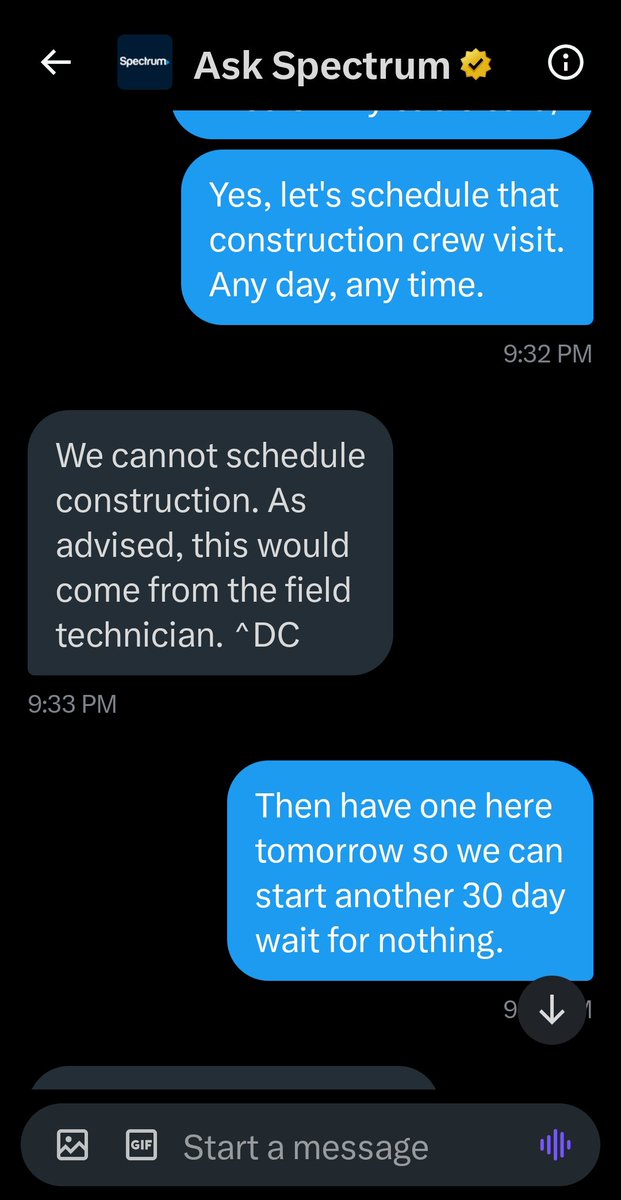 Spectrum
Ask Spectrum
Yes, let's schedule that
construction crew visit.
Any day, any time.
9:32 PM
We cannot schedule
construction. As
advised, this would
come from the field
technician. ^DC
9:33 PM
Then have one here
tomorrow so we can
start another 30 day
wait for nothing.
9
GIF
Start a message